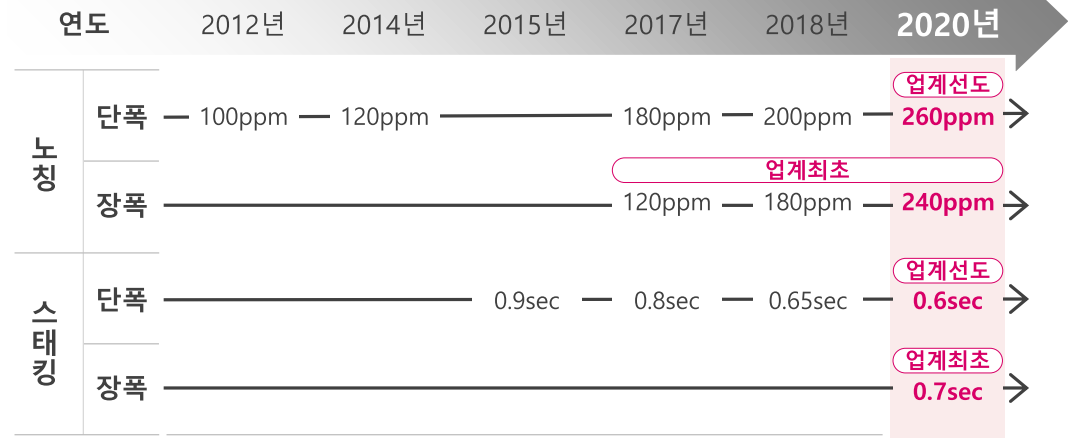 연도 2012년 2014년 2015년 2017년 2018년 2020년
노칭
단폭 100ppm 120ppm 180ppm 200ppm 업계선도 260ppm
업계최초
장폭 120ppm 180ppm 240ppm
스태킹
업계선도
단폭 0.9sec 0.8sec 0.65sec 0.6sec
업계최초
장폭 0.7sec